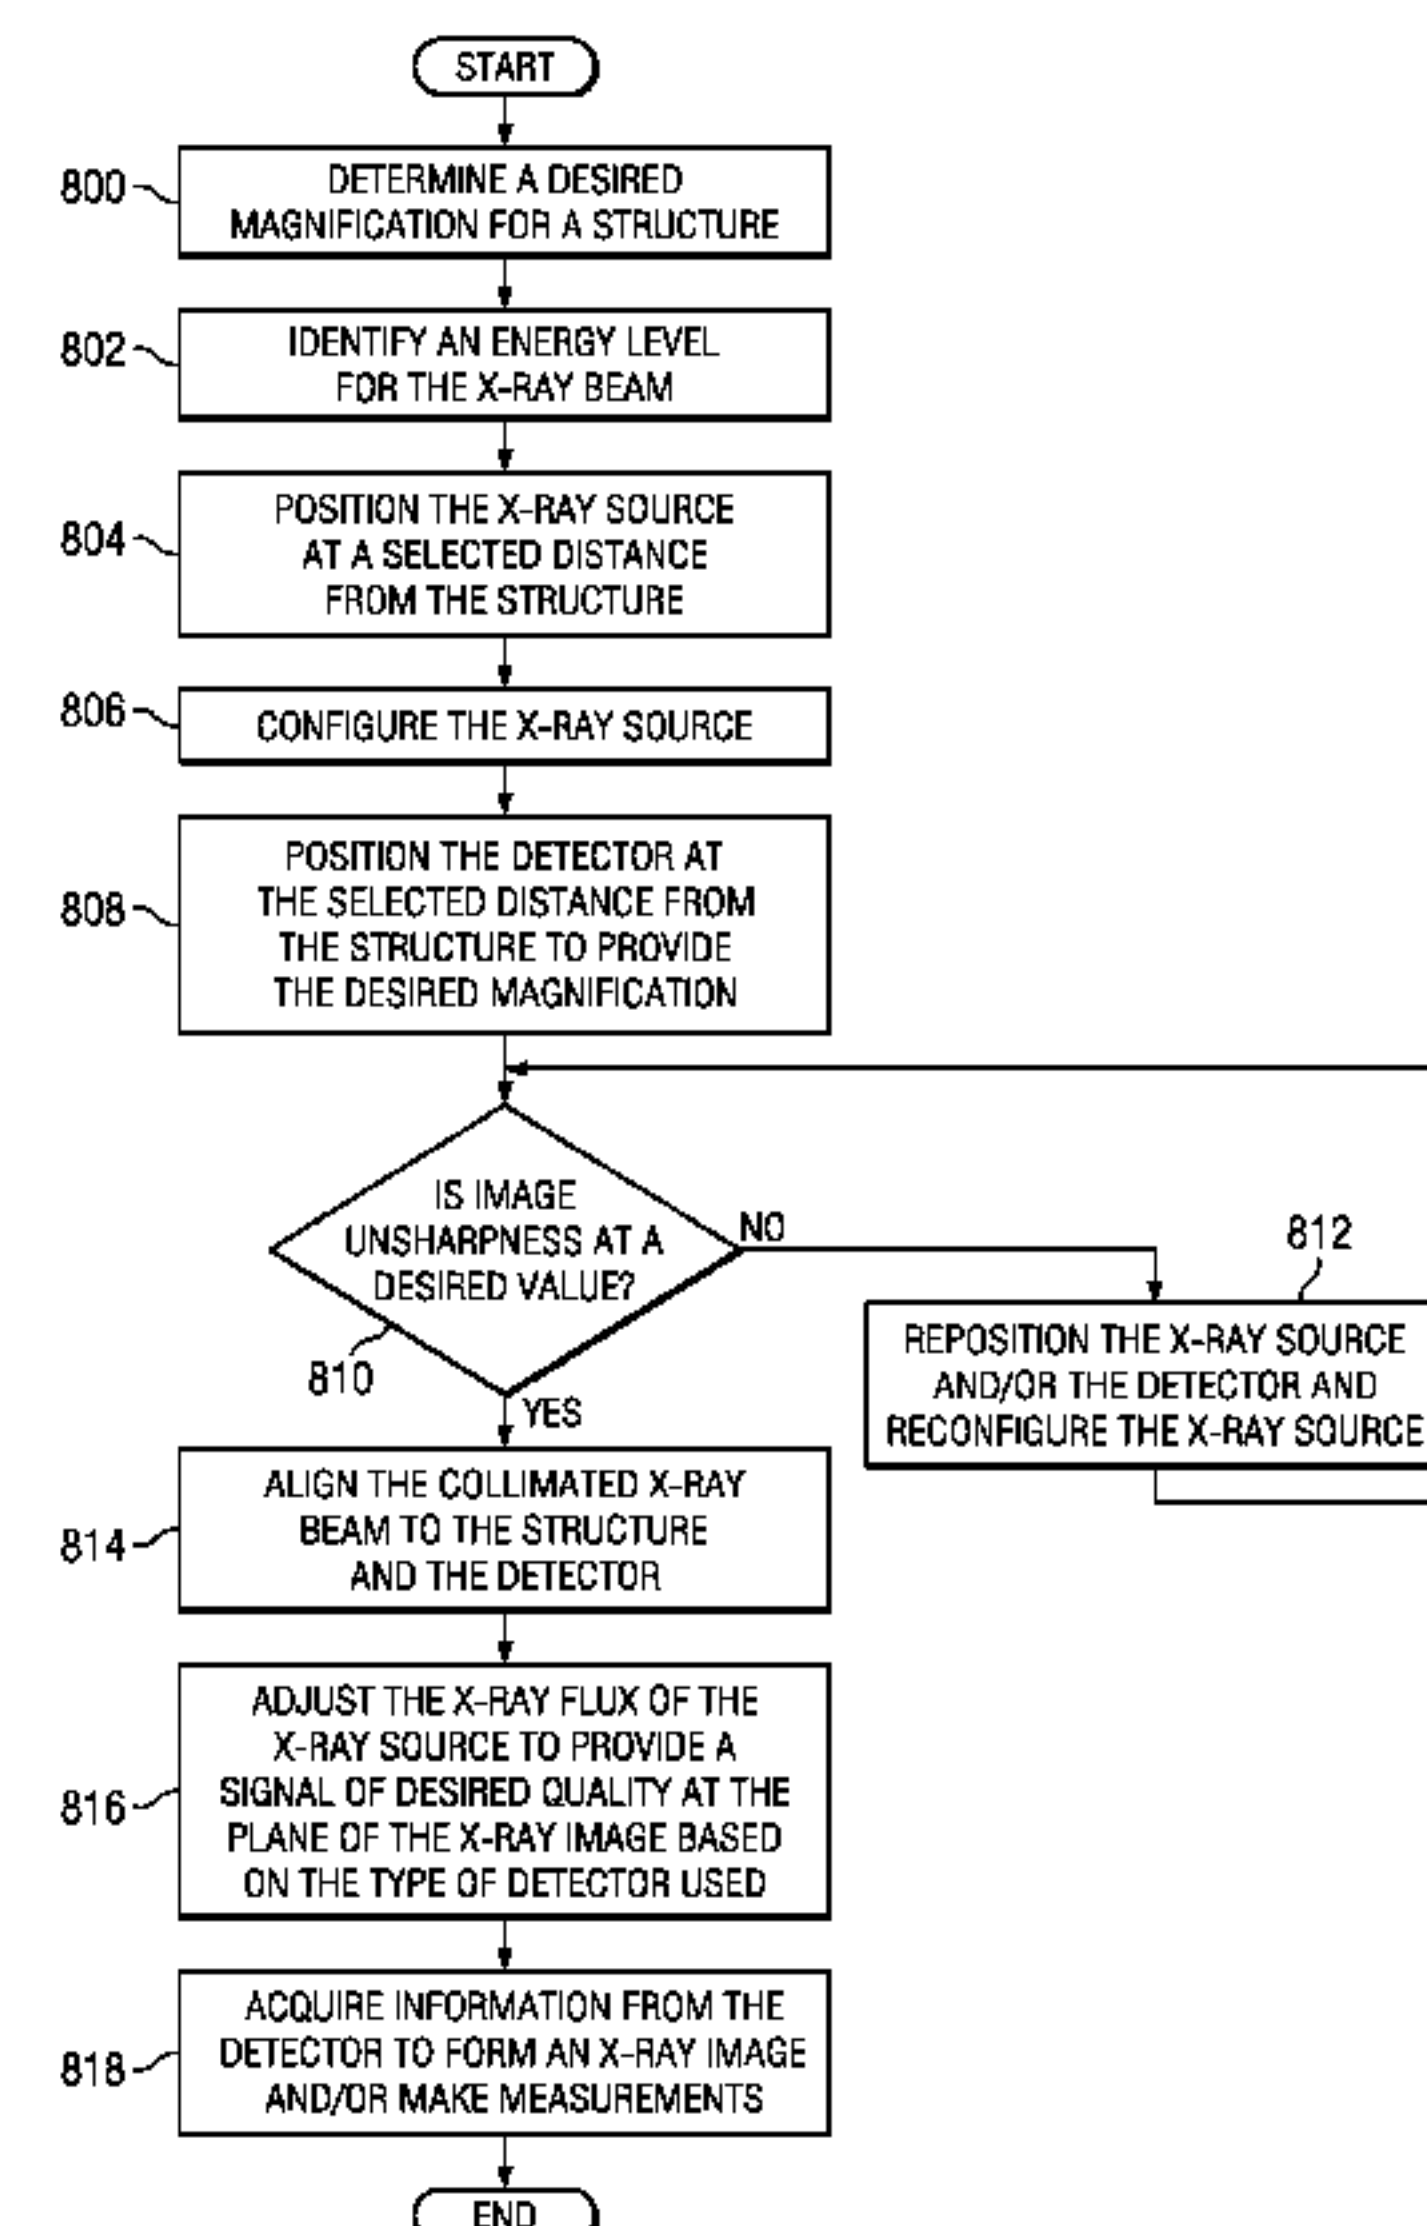 START
800
DETERMINE A DESIRED
MAGNIFICATION FOR A STRUCTURE
802
IDENTIFY AN ENERGY LEVEL
FOR THE X-RAY BEAM
804
POSITION THE X-RAY SOURCE
AT A SELECTED DISTANCE
FROM THE STRUCTURE
806
CONFIGURE THE X-RAY SOURCE
808
POSITION THE DETECTOR AT
THE SELECTED DISTANCE FROM
THE STRUCTURE TO PROVIDE
THE DESIRED MAGNIFICATION
IS IMAGE
UNSHARPNESS AT A
DESIRED VALUE?
810
NO
YES
812
REPOSITION THE X-RAY SOURCE
AND/OR THE DETECTOR AND
RECONFIGURE THE X-RAY SOURCE
814
ALIGN THE COLLIMATED X-RAY
BEAM TO THE STRUCTURE
AND THE DETECTOR
816
ADJUST THE X-RAY FLUX OF THE
X-RAY SOURCE TO PROVIDE A
SIGNAL OF DESIRED QUALITY AT THE
PLANE OF THE X-RAY IMAGE BASED
ON THE TYPE OF DETECTOR USED
818
ACQUIRE INFORMATION FROM THE
DETECTOR TO FORM AN X-RAY IMAGE
AND/OR MAKE MEASUREMENTS
END